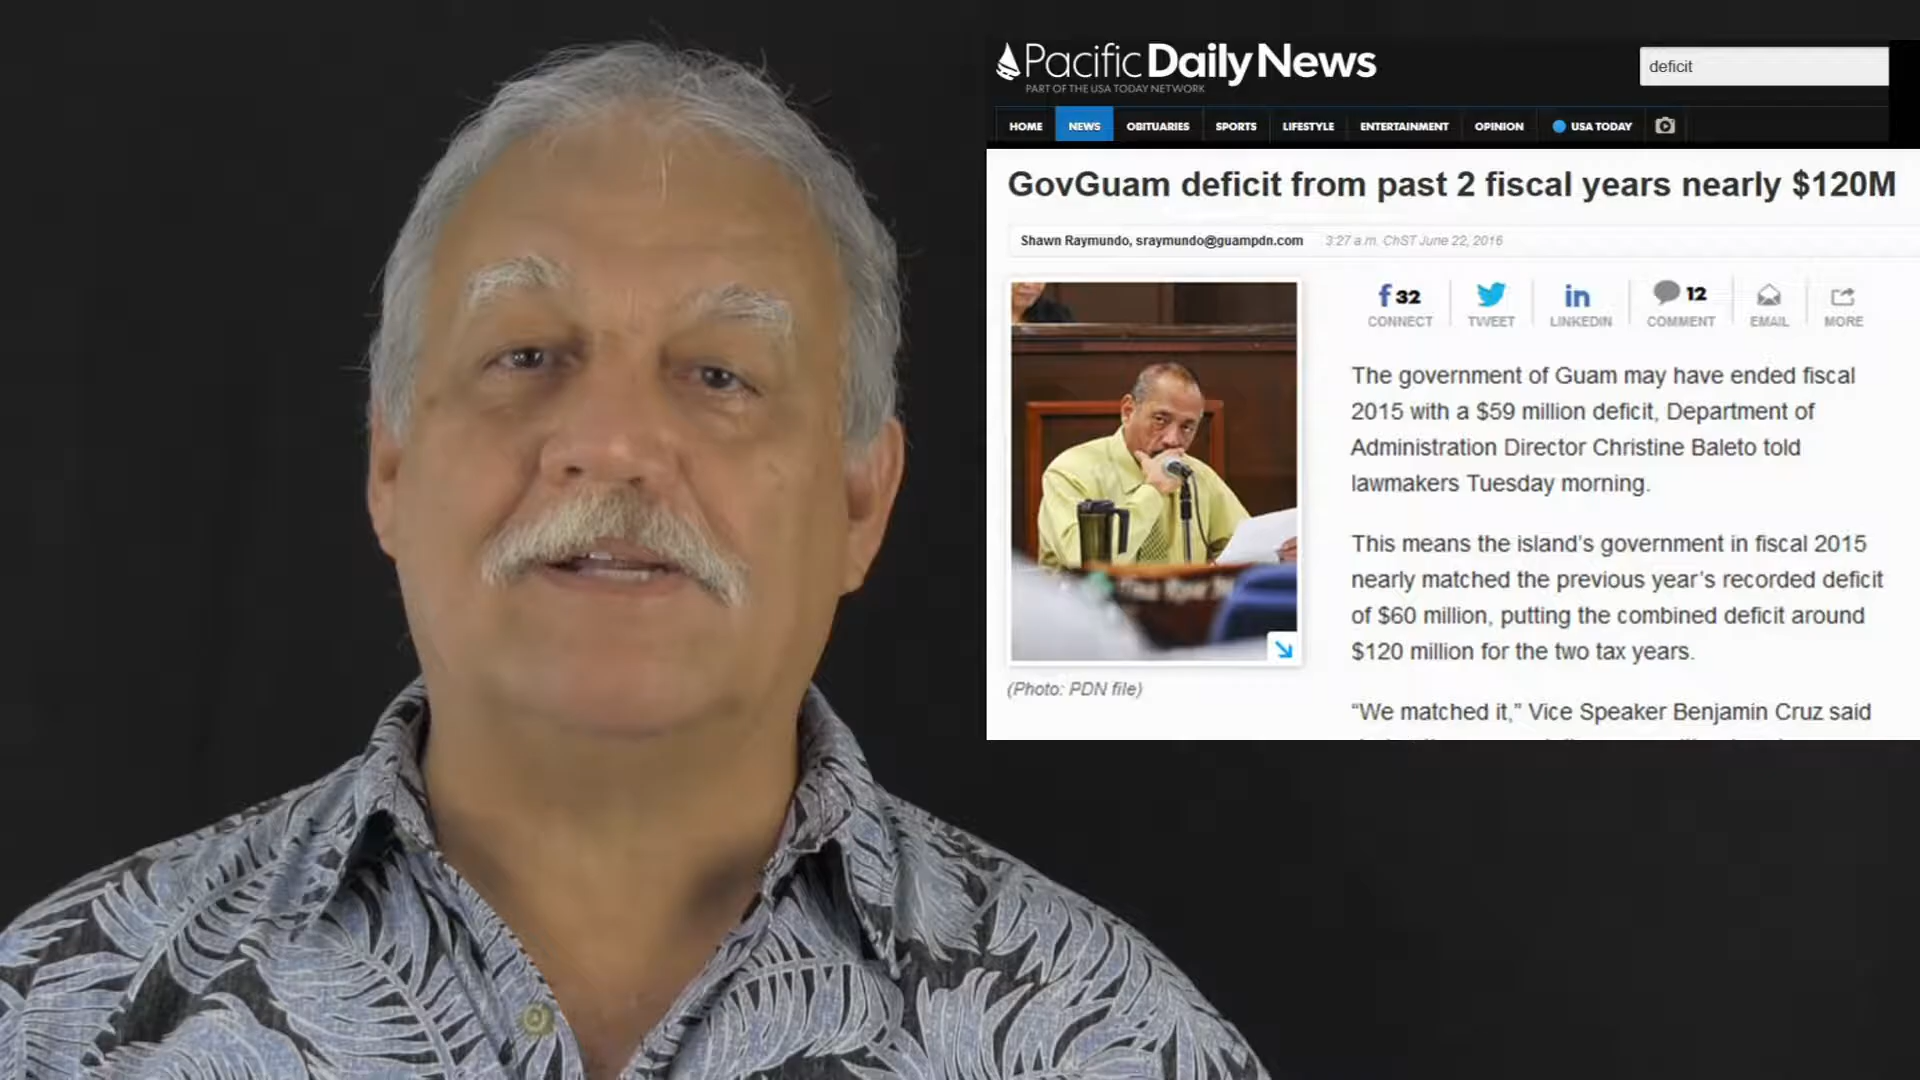 Pacific Daily News
PART OF THE USA TODAY NETWORK
deficit
HOME NEWS OBITUARIES SPORTS LIFESTYLE ENTERTAINMENT OPINION USA TODAY
GovGuam deficit from past 2 fiscal years nearly $120M
Shawn Raymundo, sraymundo@guampdn.com 3:27 a.m. ChST June 22, 2016
32 12
CONNECT TWEET LINKEDIN COMMENT EMAIL MORE
The government of Guam may have ended fiscal
2015 with a $59 million deficit, Department of
Administration Director Christine Baleto told
lawmakers Tuesday morning.
This means the island's government in fiscal 2015
nearly matched the previous year's recorded deficit
of $60 million, putting the combined deficit around
$120 million for the two tax years.
(Photo: PDN file)
“We matched it,” Vice Speaker Benjamin Cruz said